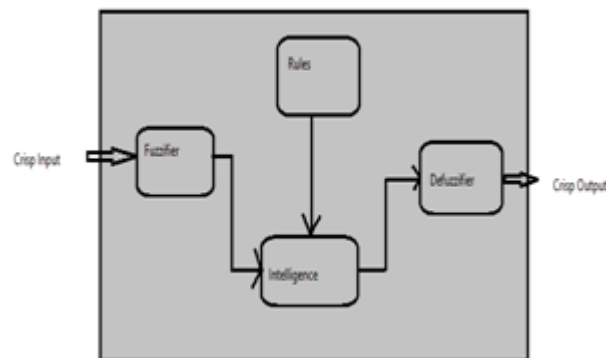 Rules
Fuzzifier
Crisp Input
Defuzzifier
Crisp Output
Intelligence